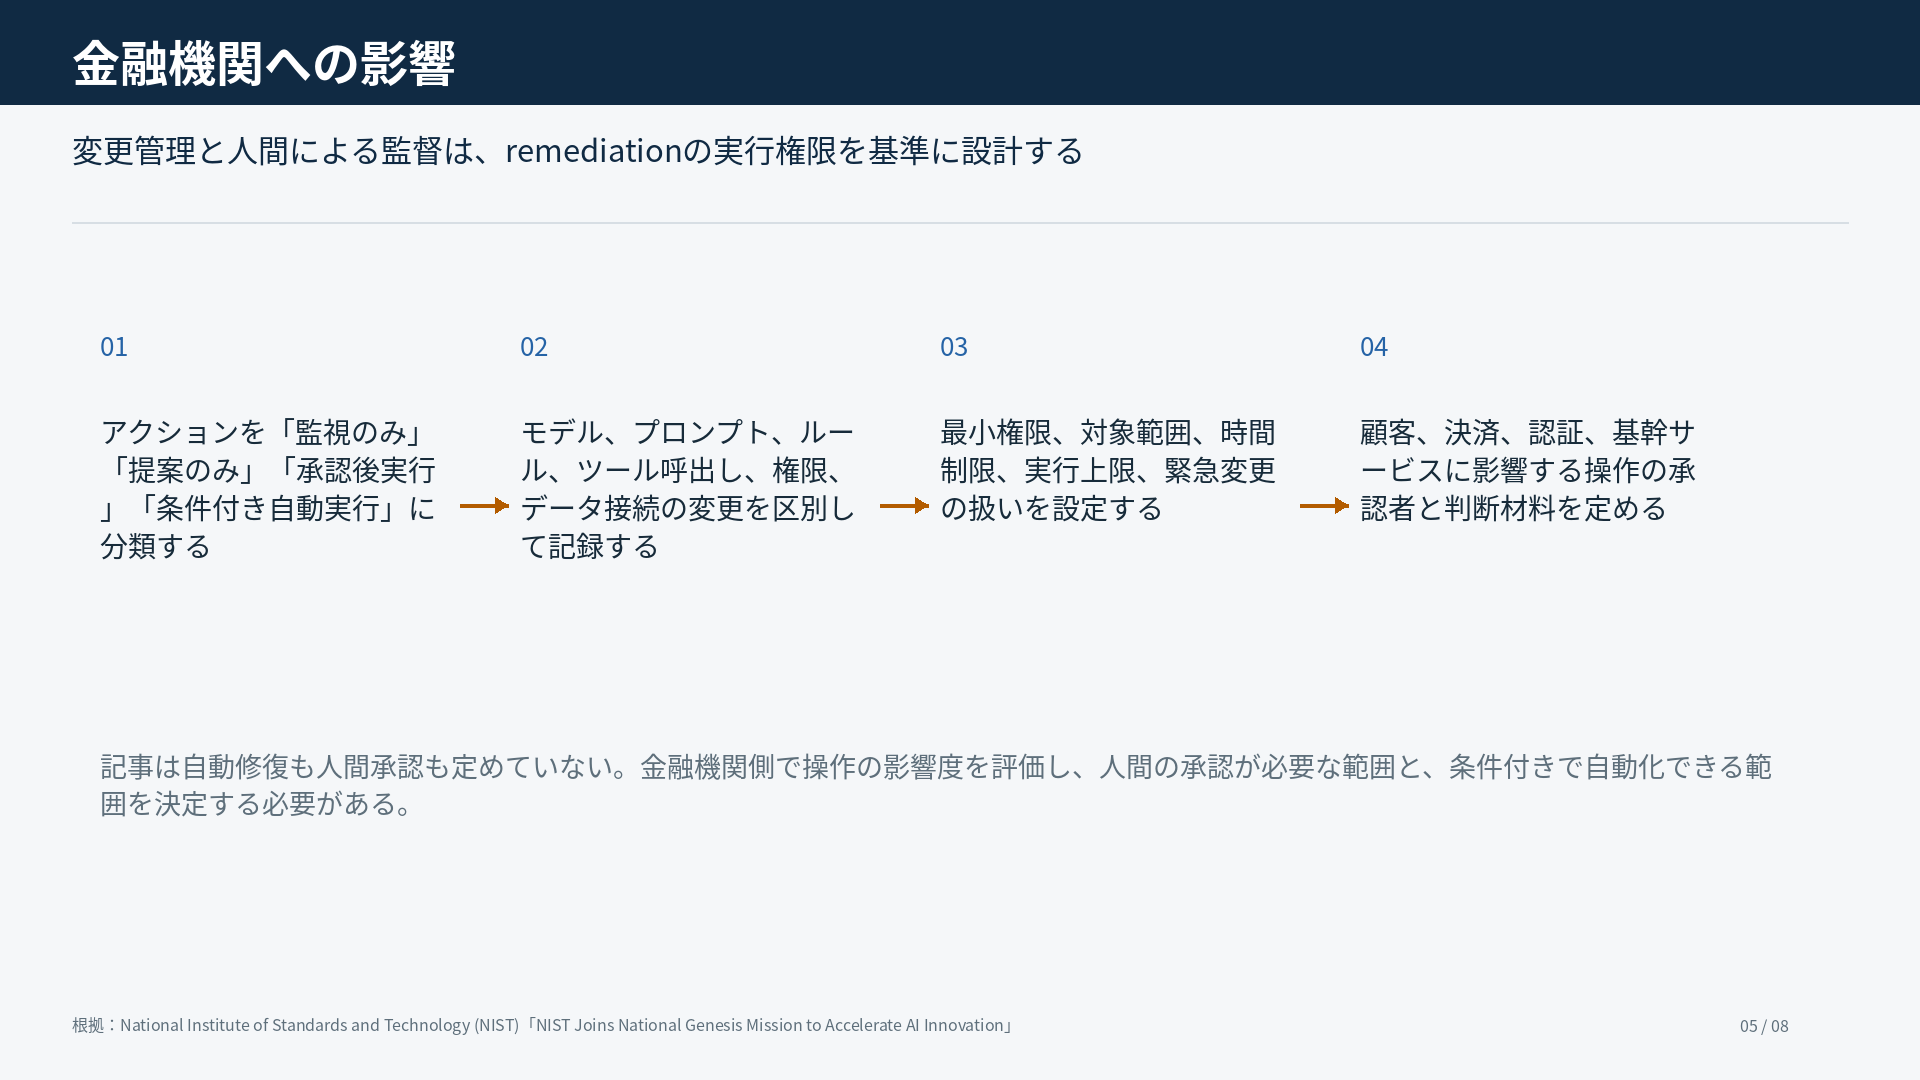 金融機関への影響
変更管理と人間による監督は、remediationの実行権限を基準に設計する
01
アクションを「監視のみ」
「提案のみ」「承認後実行
」「条件付き自動実行」に
分類する
02
モデル、プロンプト、ルー
ル、ツール呼出し、権限、
データ接続の変更を区別し
て記録する
03
最小権限、対象範囲、時間
制限、実行上限、緊急変更
の扱いを設定する
04
顧客、決済、認証、基幹サ
ービスに影響する操作の承
認者と判断材料を定める
記事は自動修復も人間承認も定めていない。金融機関側で操作の影響度を評価し、人間の承認が必要な範囲と、条件付きで自動化できる範
囲を決定する必要がある。
根拠：National Institute of Standards and Technology (NIST)「NIST Joins National Genesis Mission to Accelerate AI Innovation」
05 / 08